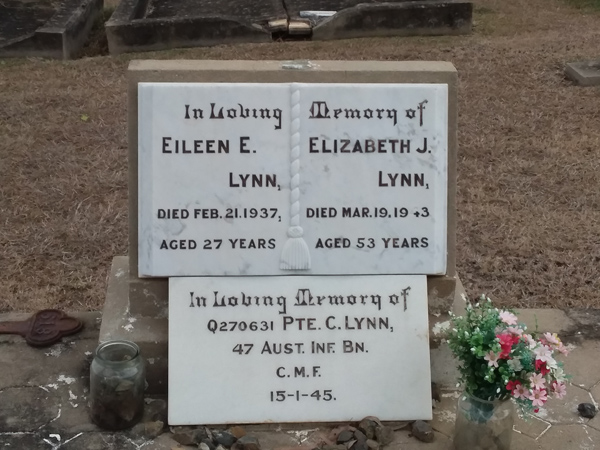 In Loving
EILEEN E.
LYNN,
DIED FEB. 21. 1937,
AGED 27 YEARS
Memory of
ELIZABETH J.
LYNN,
DIED MAR. 19. 1943
AGED 53 YEARS
In Loving Memory of
Q270631 PTE. C. LYNN,
47 AUST. INF. BN.
C. M. F.
15-1-45.